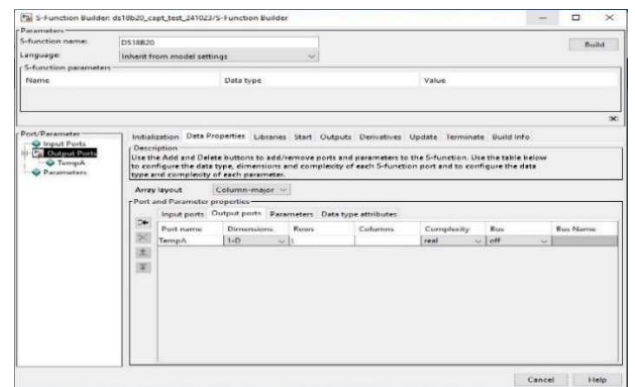 S-Function Builder: ds18b20_capt_test_241023/S-Function Builder
Parameters
S-function name: DS18B20 Build
Language: Inherit from model settings
S-function parameters
Name Data type Value
Port/Parameter
Input Ports
Output Ports
TempA
Parameters
Initialization Data Properties Libraries Start Outputs Derivatives Update Terminate Build Info
Description
Use the Add and Delete buttons to add/remove ports and parameters to the S-function. Use the table below
to configure the data type, dimensions and complexity of each S-function port and to configure the data
type and complexity of each parameter.
Array layout Column-major
Port and Parameter properties
Input ports Output ports Parameters Data type attributes
Port name Dimensions Rows Columns Complexity Bus Bus Name
TempA 1-D 1 real off
Cancel Help